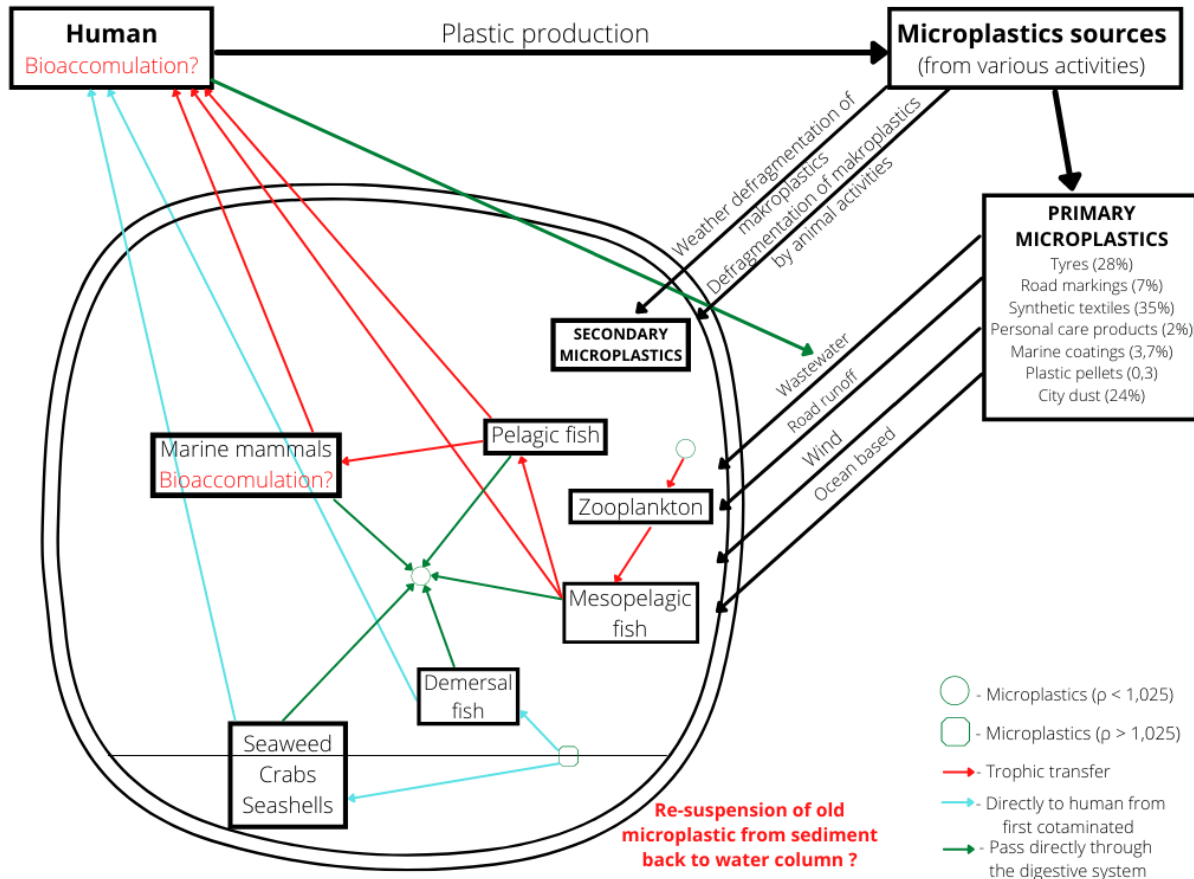 Human
Bioaccomulation?
Plastic production
Microplastics sources
(from various activities)
Weather defragmentation of
makroplastics
Defragmentation of makroplastics
by animal activities
PRIMARY
MICROPLASTICS
Tyres (28%)
Road markings (7%)
Synthetic textiles (35%)
Personal care products (2%)
Marine coatings (3,7%)
Plastic pellets (0,3)
City dust (24%)
SECONDARY
MICROPLASTICS
Wastewater
Road runoff
Wind
Ocean based
Pelagic fish
Marine mammals
Bioaccomulation?
Zooplankton
Mesopelagic
fish
Demersal
fish
Seaweed
Crabs
Seashells
Re-suspension of old
microplastic from sediment
back to water column ?
- Microplastics (ρ < 1,025)
- Microplastics (ρ > 1,025)
- Trophic transfer
- Directly to human from
first cotaminated
- Pass directly through
the digestive system